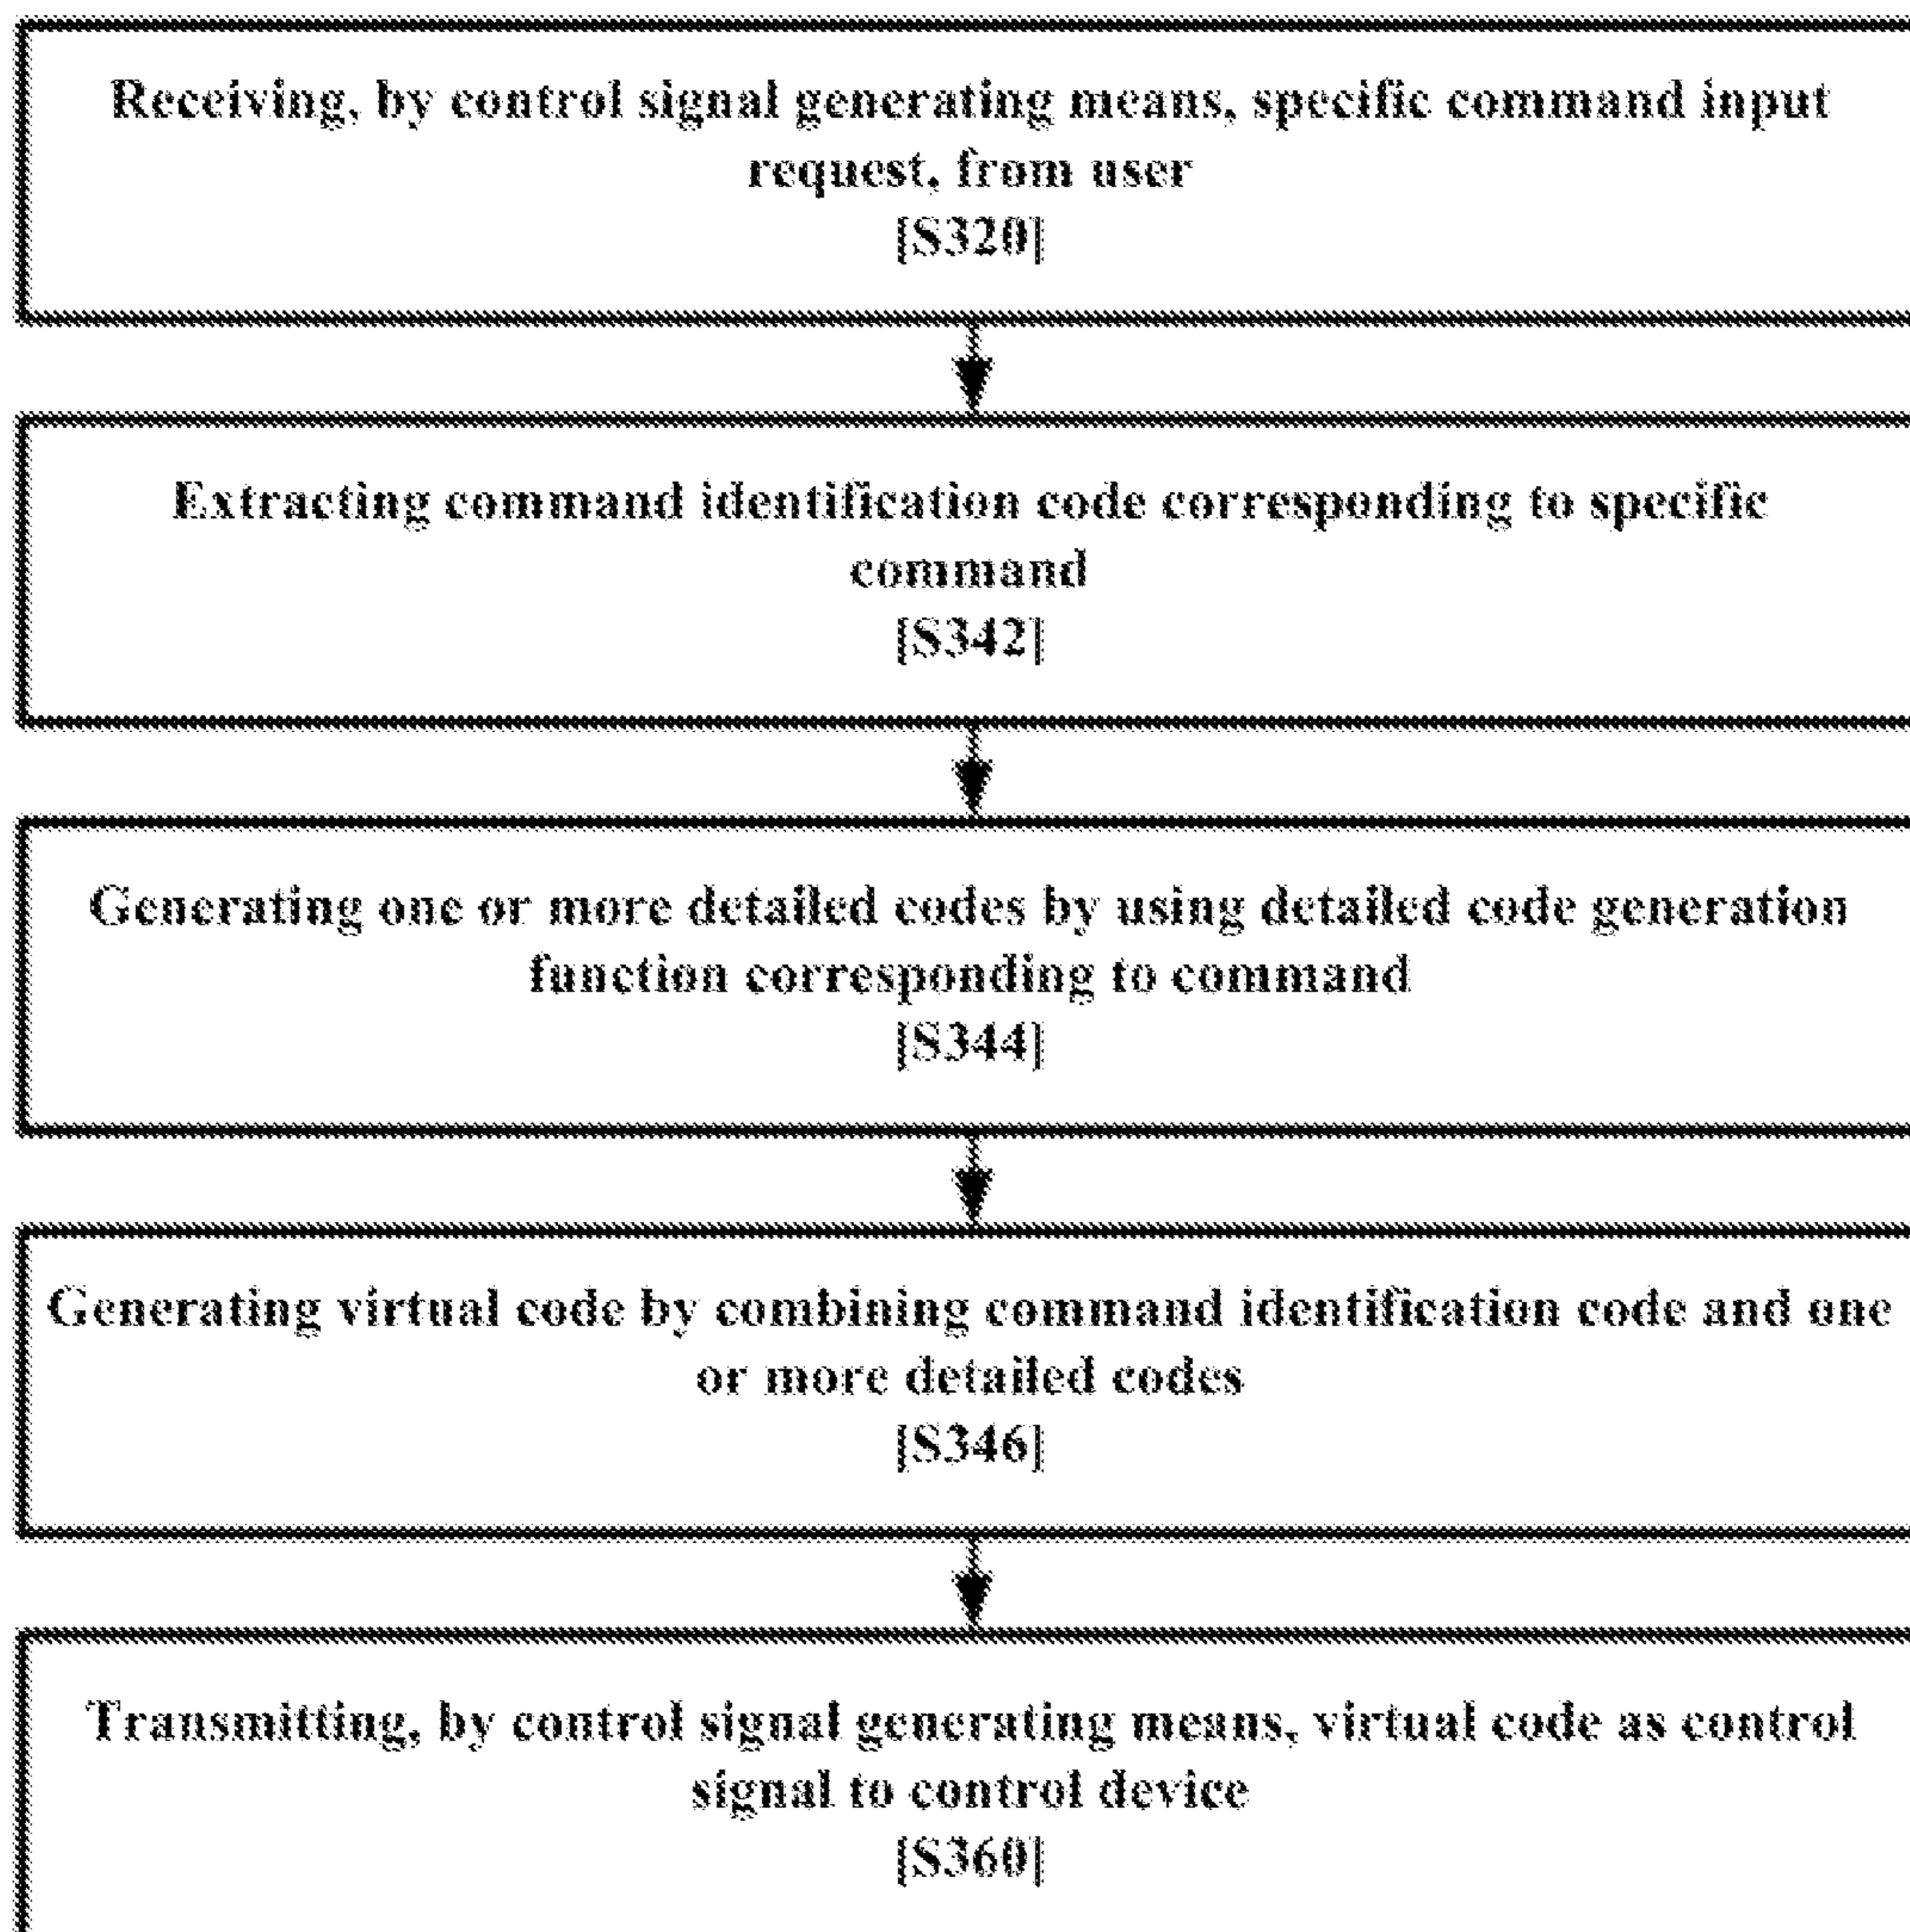 Receiving, by control signal generating means, specific command input
request, from user
[S320]
Extracting command identification code corresponding to specific
command
[S342]
Generating one or more detailed codes by using detailed code generation
function corresponding to command
[S344]
Generating virtual code by combining command identification code and one
or more detailed codes
[S346]
Transmitting, by control signal generating means, virtual code as control
signal to control device
[S360]